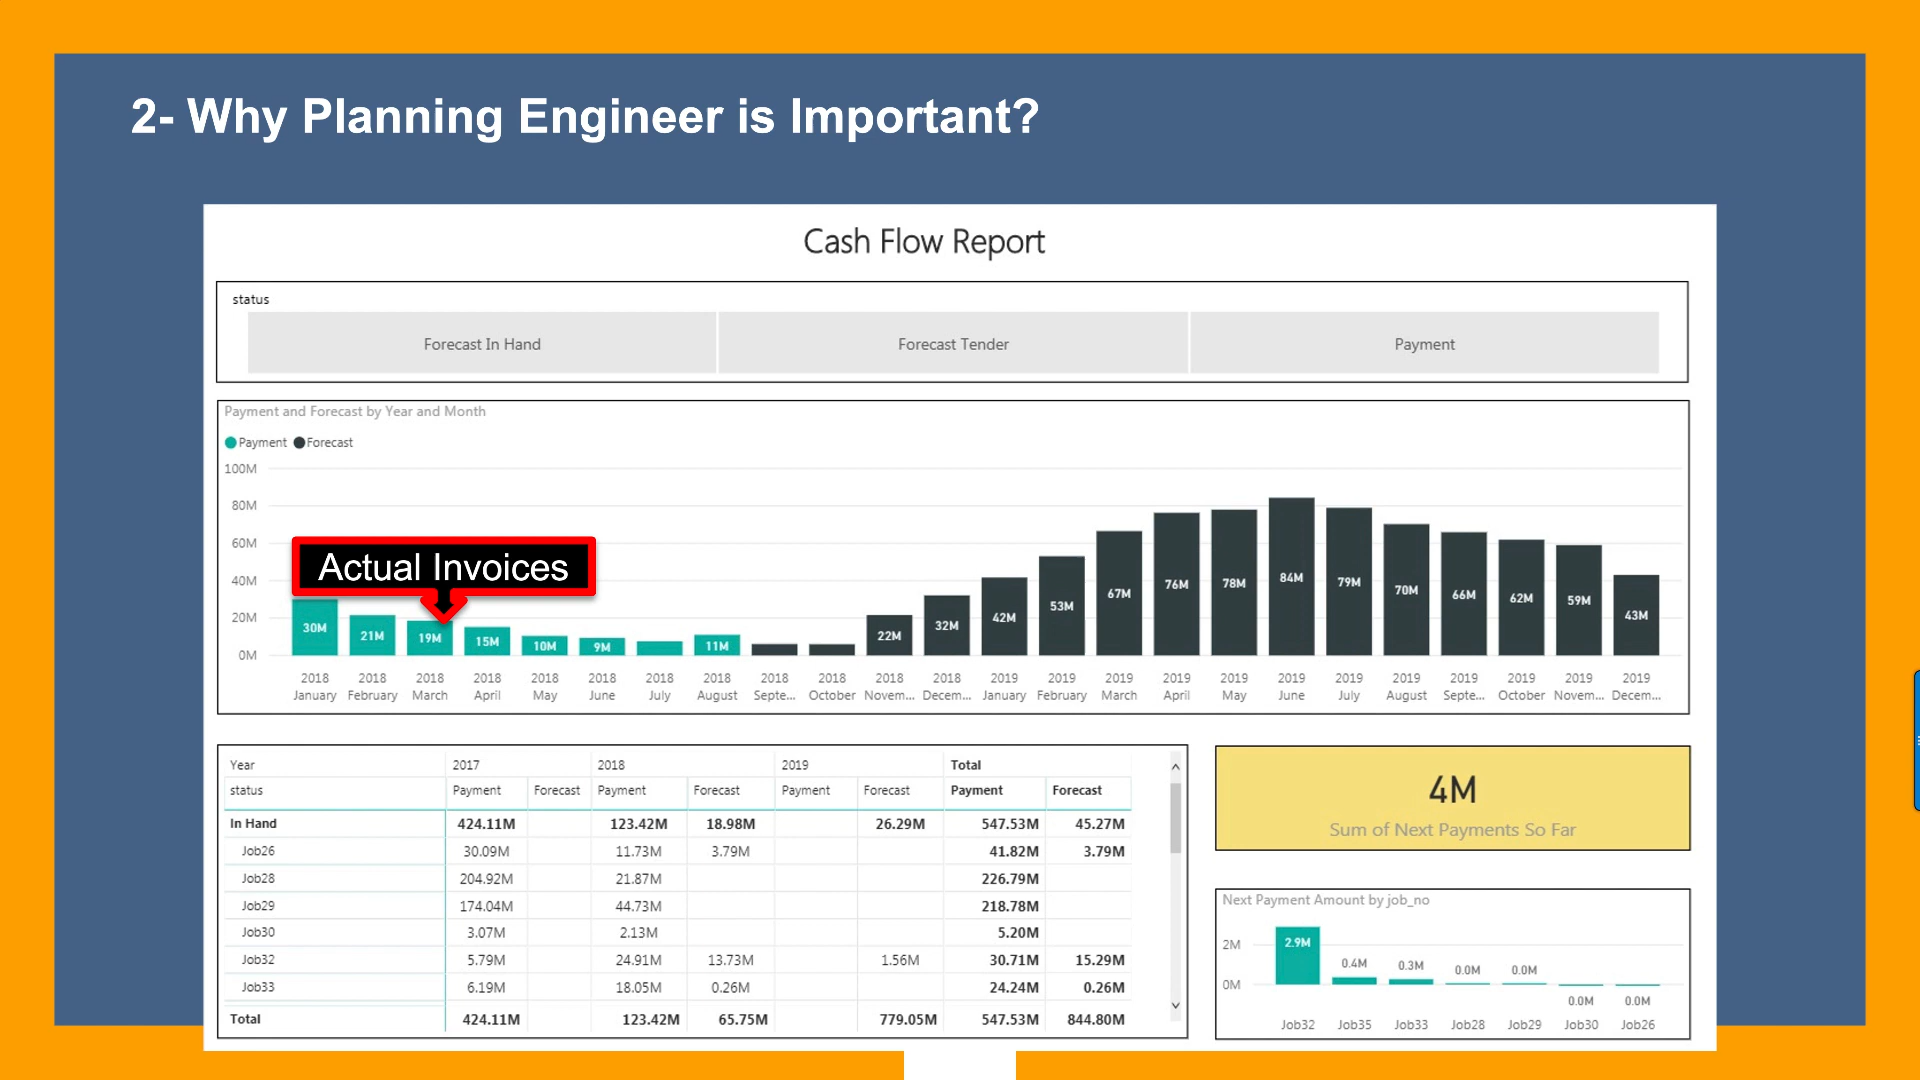 2- Why Planning Engineer is Important?
Cash Flow Report
status
Forecast In Hand Forecast Tender Payment
Payment and Forecast by Year and Month
Payment Forecast
100M
80M
60M
40M
20M
0M
Actual Invoices
30M 21M 19M 15M 10M 9M 11M 22M 32M 42M 53M 67M 76M 78M 84M 79M 70M 66M 62M 59M 43M
2018 2018 2018 2018 2018 2018 2018 2018 2018 2018 2018 2018 2019 2019 2019 2019 2019 2019 2019 2019 2019 2019 2019 2019
January February March April May June July August Septe... October Novem... Decem... January February March April May June July August Septe... October Novem... Decem...
Year 2017 2018 2019 Total
status Payment Forecast Payment Forecast Payment Forecast Payment Forecast
In Hand 424.11M 123.42M 18.98M 26.29M 547.53M 45.27M
Job26 30.09M 11.73M 3.79M 41.82M 3.79M
Job28 204.92M 21.87M 226.79M
Job29 174.04M 44.73M 218.78M
Job30 3.07M 2.13M 5.20M
Job32 5.79M 24.91M 13.73M 1.56M 30.71M 15.29M
Job33 6.19M 18.05M 0.26M 24.24M 0.26M
Total 424.11M 123.42M 65.75M 779.05M 547.53M 844.80M
4M
Sum of Next Payments So Far
Next Payment Amount by job_no
2M
0M
2.9M 0.4M 0.3M 0.0M 0.0M 0.0M 0.0M
Job32 Job35 Job33 Job28 Job29 Job30 Job26